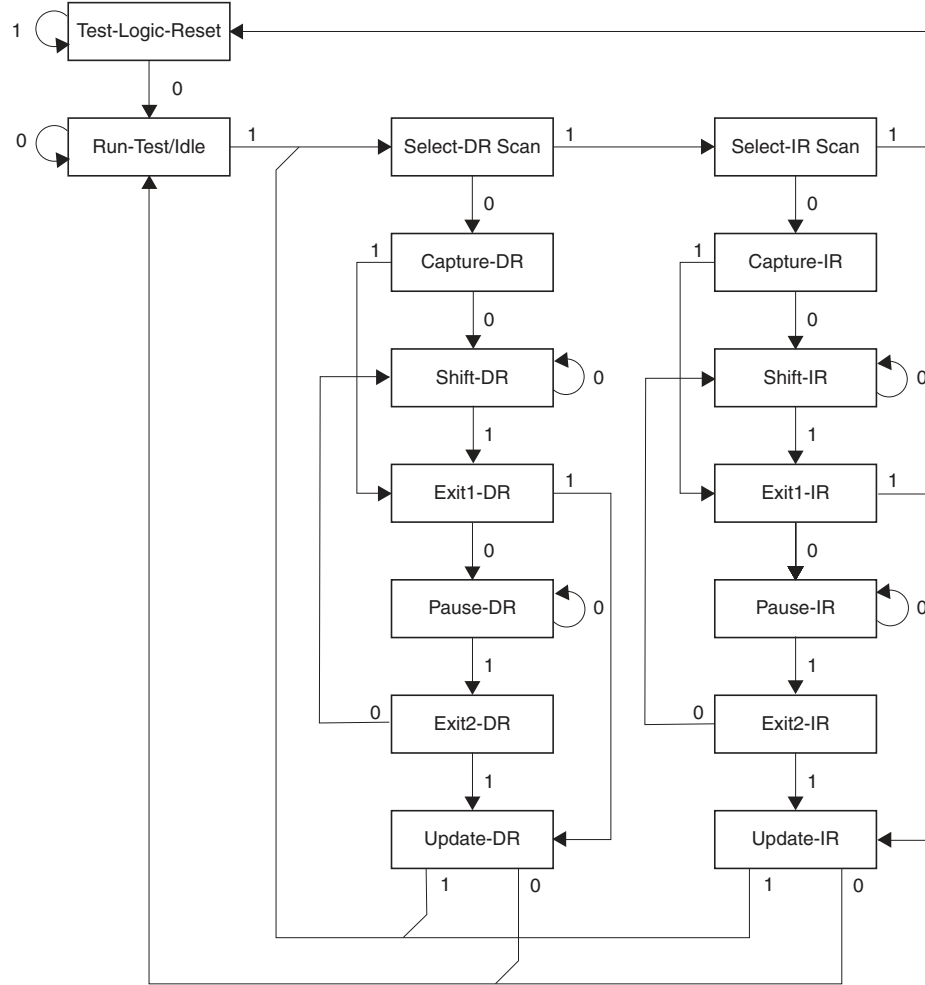 1 Test-Logic-Reset
0
0 Run-Test/Idle 1 Select-DR Scan 1 Select-IR Scan 1
0 0
1 Capture-DR 1 Capture-IR
0 0
Shift-DR 0 Shift-IR 0
1 1
Exit1-DR 1 Exit1-IR 1
0 0
Pause-DR 0 Pause-IR 0
1 1
0 Exit2-DR 0 Exit2-IR
1 1
Update-DR Update-IR
1 0 1 0